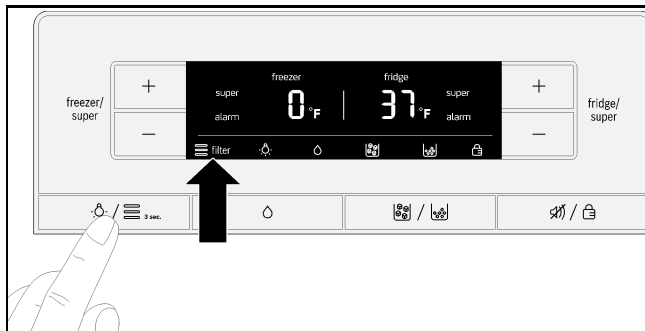 freezer fridge
super super
0 °F 37 °F
alarm alarm
filter
freezer/
super
+
−
+
−
fridge/
super
/ 3 sec.
/
/